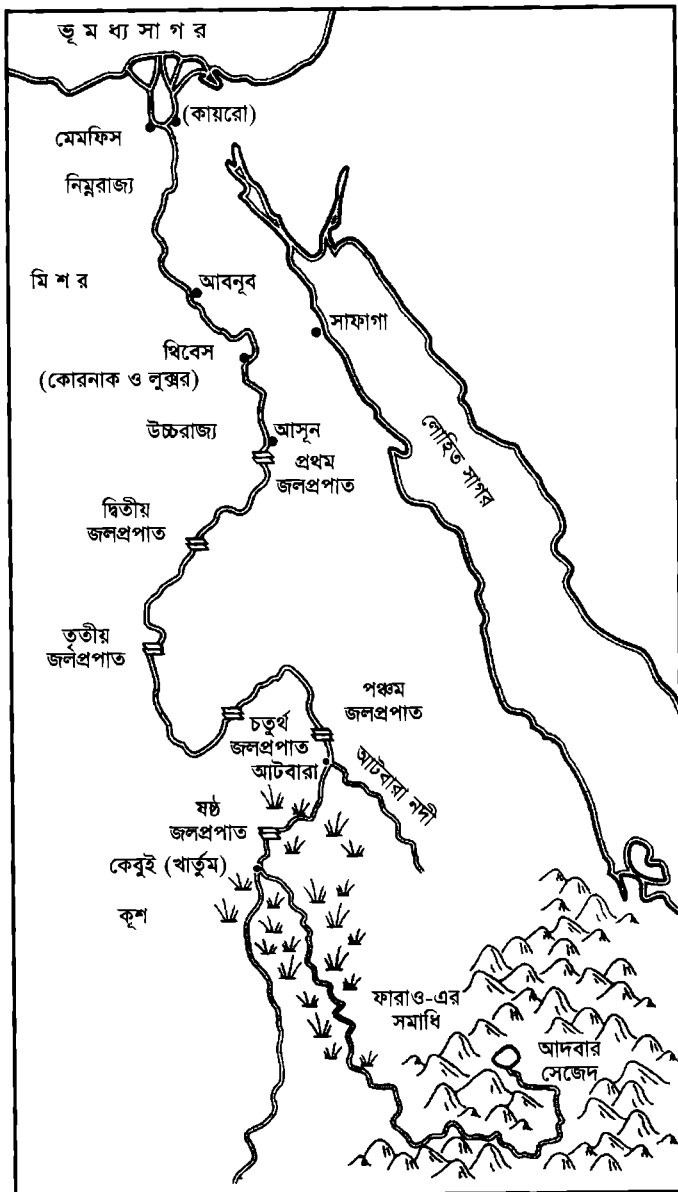 ভূ ম ধ্য সা গ র
(কায়রো)
মেমফিস
নিম্নরাজ্য
মি শ র
আবনূব
সাফাগা
থিবেস
(কোরনাক ও লুক্সর)
লোহিত সাগর
উচ্চরাজ্য
আসূন
প্রথম
জলপ্রপাত
দ্বিতীয়
জলপ্রপাত
তৃতীয়
জলপ্রপাত
পঞ্চম
জলপ্রপাত
চতুর্থ
জলপ্রপাত
আটবারা
আটবারা নদী
ষষ্ঠ
জলপ্রপাত
কেবুই (খার্তুম)
কূশ
ফারাও-এর
সমাধি
আদবার
সেজেদ